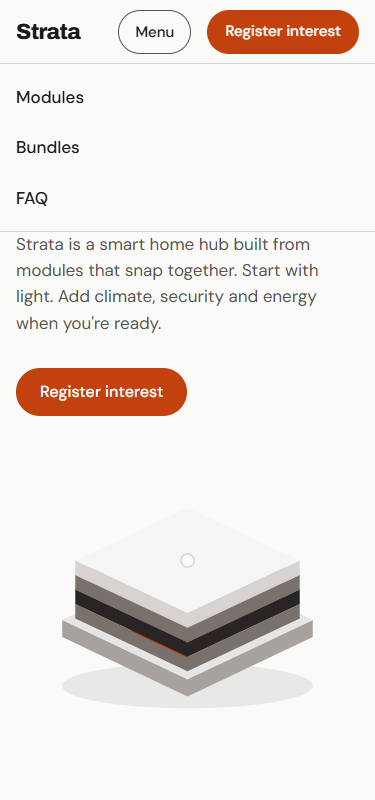 Strata
Menu
Register interest
Modules
Bundles
FAQ
Strata is a smart home hub built from
modules that snap together. Start with
light. Add climate, security and energy
when you're ready.
Register interest